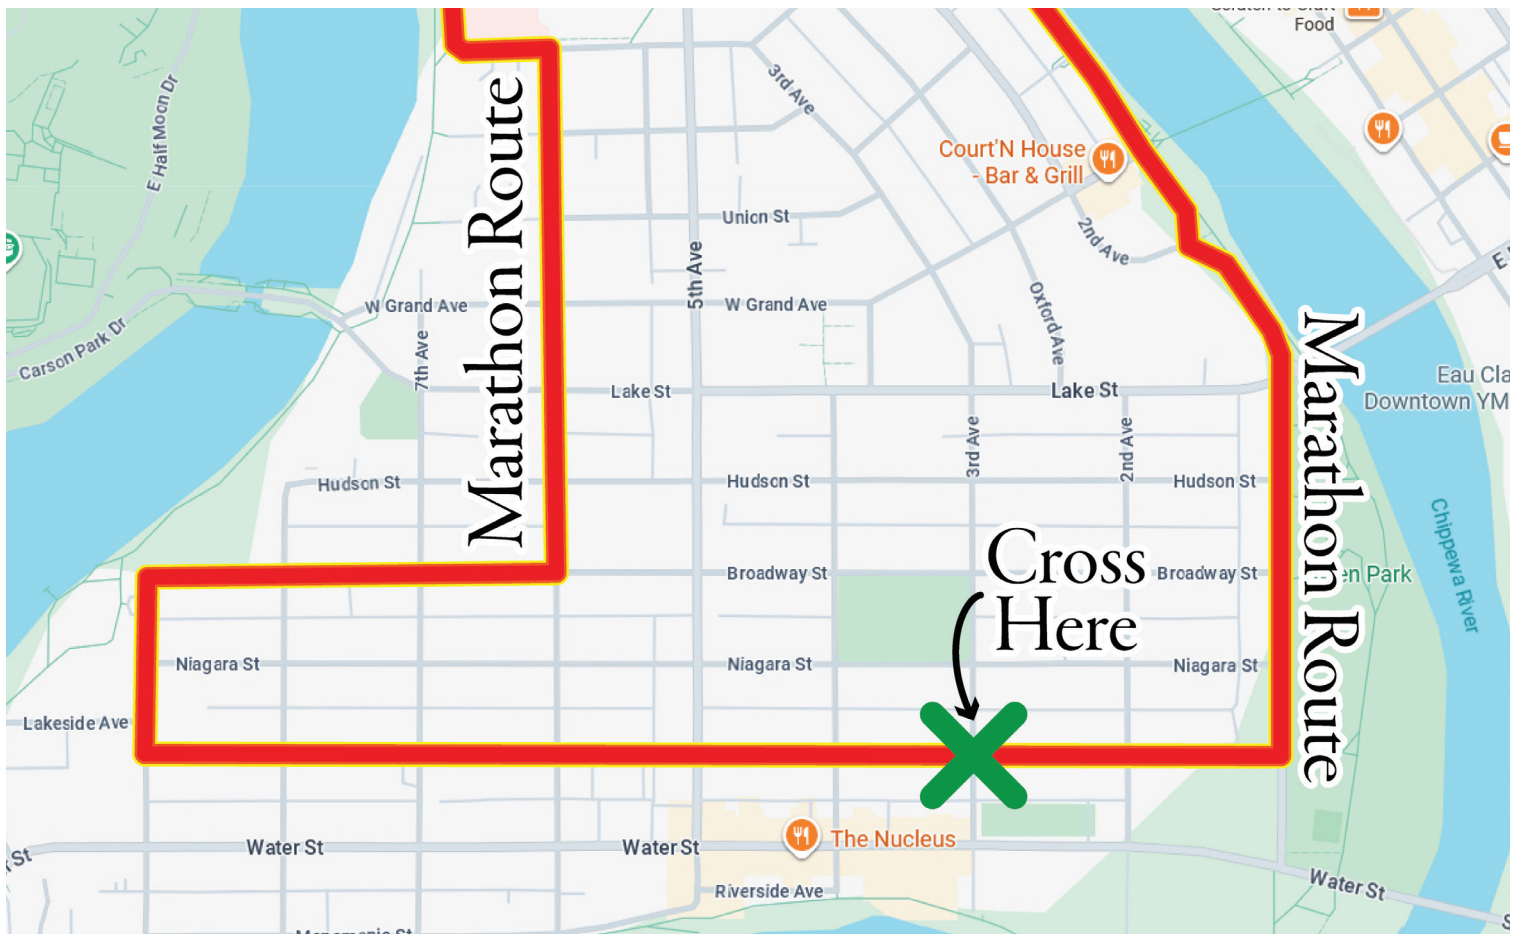 Food
E Half Moon Dr
3rd Ave
Marathon Route
Court'N House
- Bar & Grill
Union St
2nd Ave
5th Ave
Oxford Ave
W Grand Ave
W Grand Ave
Carson Park Dr
7th Ave
Lake St
Lake St
Eau Cla
Downtown YM
Marathon Route
3rd Ave
2nd Ave
Hudson St
Hudson St
Hudson St
Chippewa River
Cross
Here
Broadway St
Broadway St
en Park
Niagara St
Niagara St
Niagara St
Lakeside Ave
The Nucleus
Water St
Water St
St
Riverside Ave
Water St